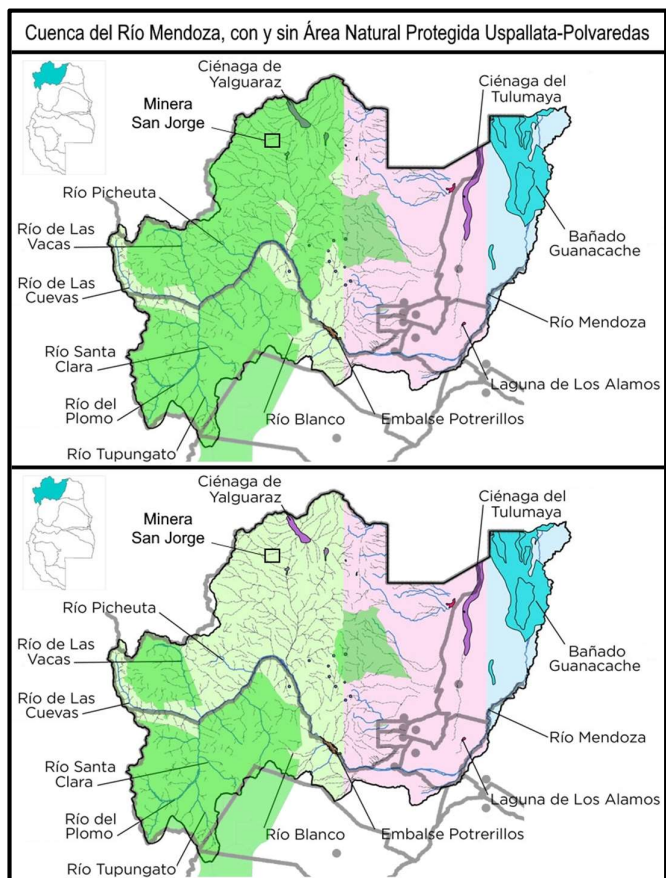 Cuenca del Río Mendoza, con y sin Área Natural Protegida Uspallata-Polvaredas
Ciénaga de
Yalguaraz
Ciénaga del
Tulumaya
Minera
San Jorge
Río Picheuta
Río de Las
Vacas
Río de Las
Cuevas
Bañado
Guanacache
Río Mendoza
Río Santa
Clara
Laguna de Los Alamos
Río del
Plomo
Río Blanco
Embalse Potrerillos
Río Tupungato
Ciénaga de
Yalguaraz
Ciénaga del
Tulumaya
Minera
San Jorge
Río Picheuta
Río de Las
Vacas
Bañado
Guanacache
Río de Las
Cuevas
Río Mendoza
Río Santa
Clara
Laguna de Los Alamos
Río del
Plomo
Río Blanco
Embalse Potrerillos
Río Tupungato